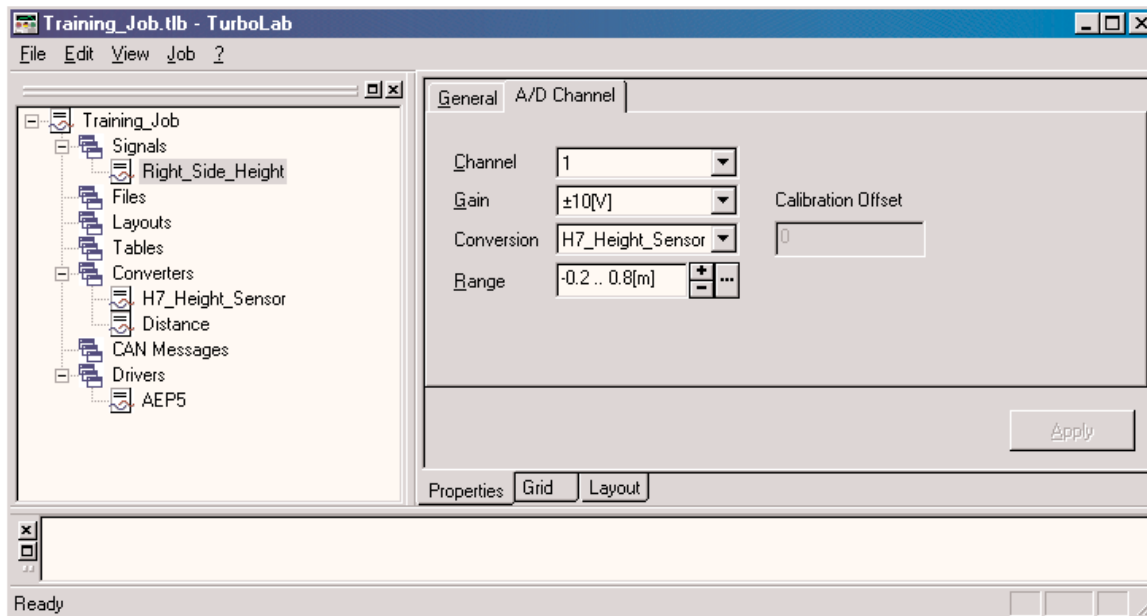 Training_Job.tlb - TurboLab
File Edit View Job ?
Training_Job
Signals
Right_Side_Height
Files
Layouts
Tables
Converters
H7_Height_Sensor
Distance
CAN Messages
Drivers
AEP5
General A/D Channel
Channel 1
Gain ±10[V] Calibration Offset
Conversion H7_Height_Sensor 0
Range -0.2 .. 0.8[m] ...
Apply
Properties Grid Layout
Ready